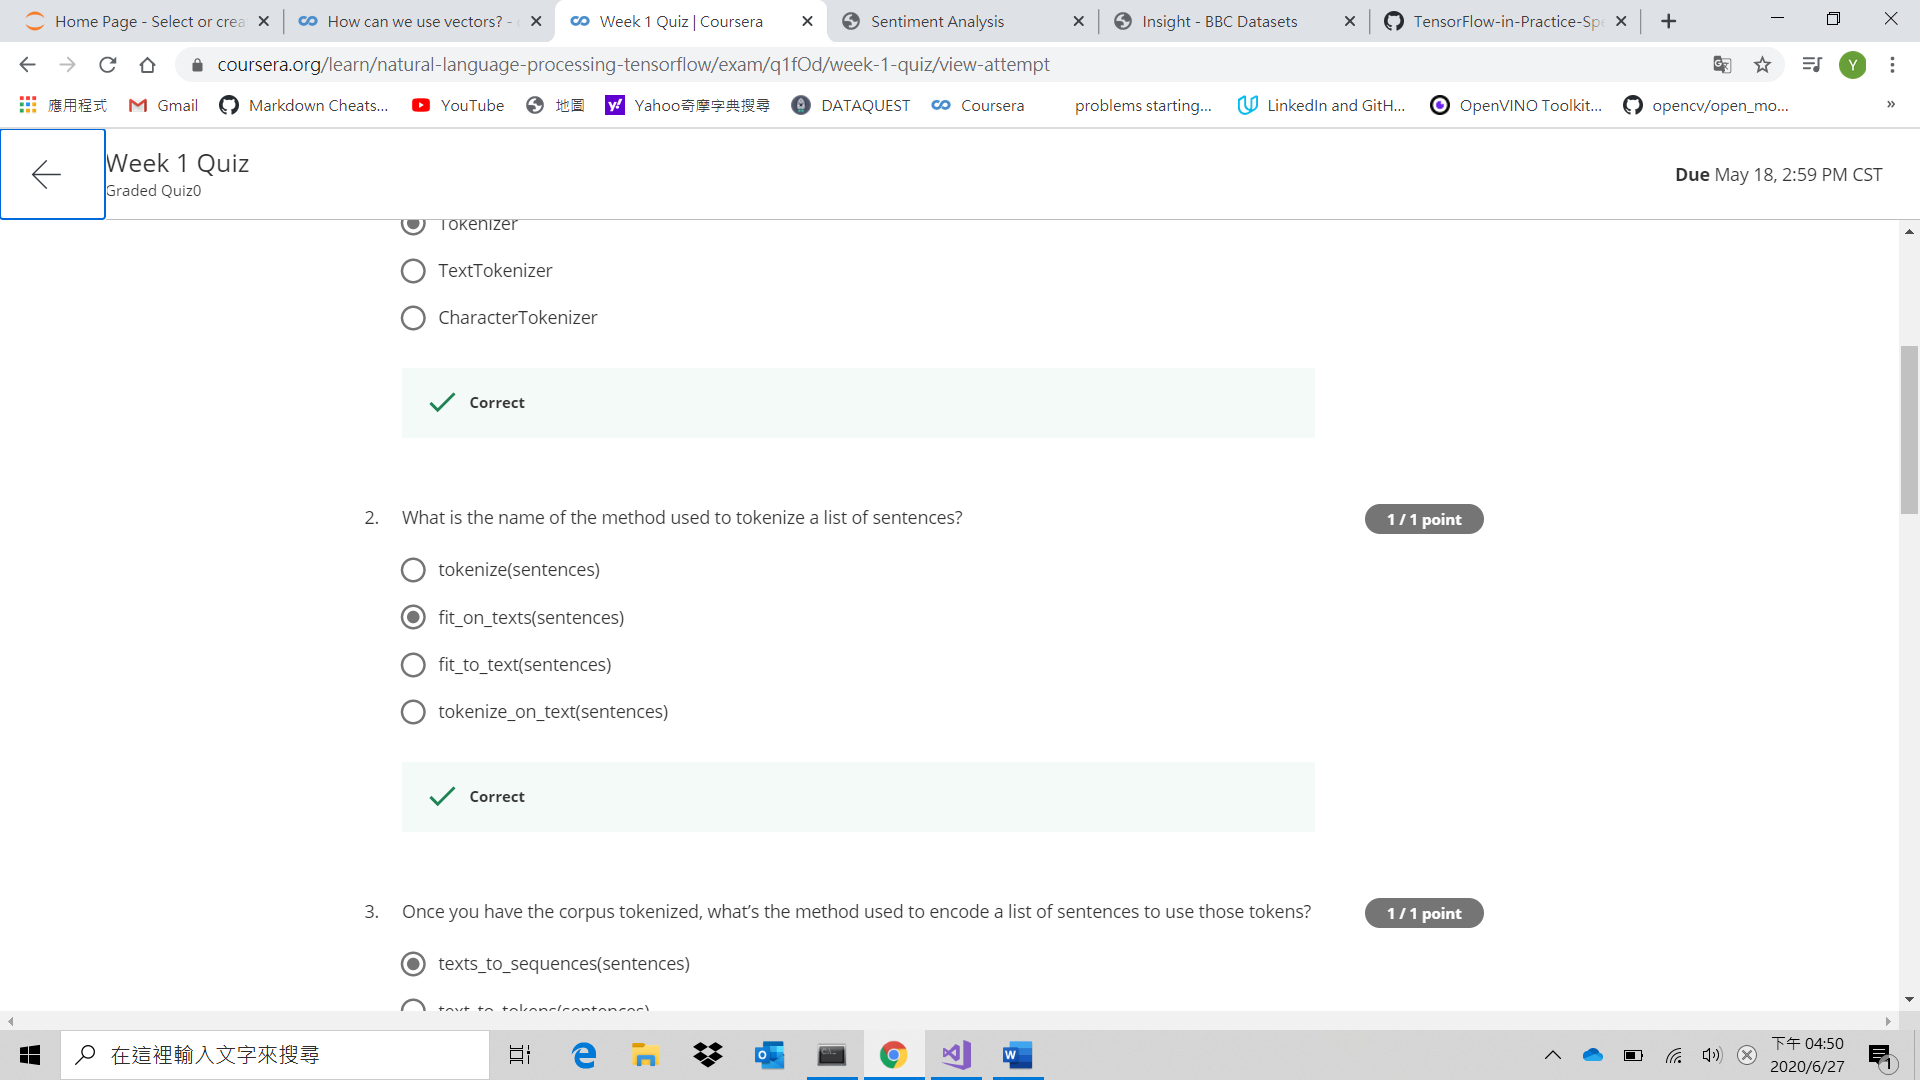 Home Page - Select or crea
How can we use vectors? -
Week 1 Quiz | Coursera
Sentiment Analysis
Insight - BBC Datasets
TensorFlow-in-Practice-Spe
coursera.org/learn/natural-language-processing-tensorflow/exam/q1fOd/week-1-quiz/view-attempt
Y
應用程式
Gmail
Markdown Cheats...
YouTube
地圖
Yahoo奇摩字典搜尋
DATAQUEST
Coursera
problems starting...
LinkedIn and GitH...
OpenVINO Toolkit...
opencv/open_mo...
»
Week 1 Quiz
Graded Quiz0
Due May 18, 2:59 PM CST
Tokenizer
TextTokenizer
CharacterTokenizer
Correct
2. What is the name of the method used to tokenize a list of sentences?
1 / 1 point
tokenize(sentences)
fit_on_texts(sentences)
fit_to_text(sentences)
tokenize_on_text(sentences)
Correct
3. Once you have the corpus tokenized, what's the method used to encode a list of sentences to use those tokens?
1 / 1 point
texts_to_sequences(sentences)
text_to_tokens(sentences)
在這裡輸入文字來搜尋
下午 04:50
2020/6/27
1